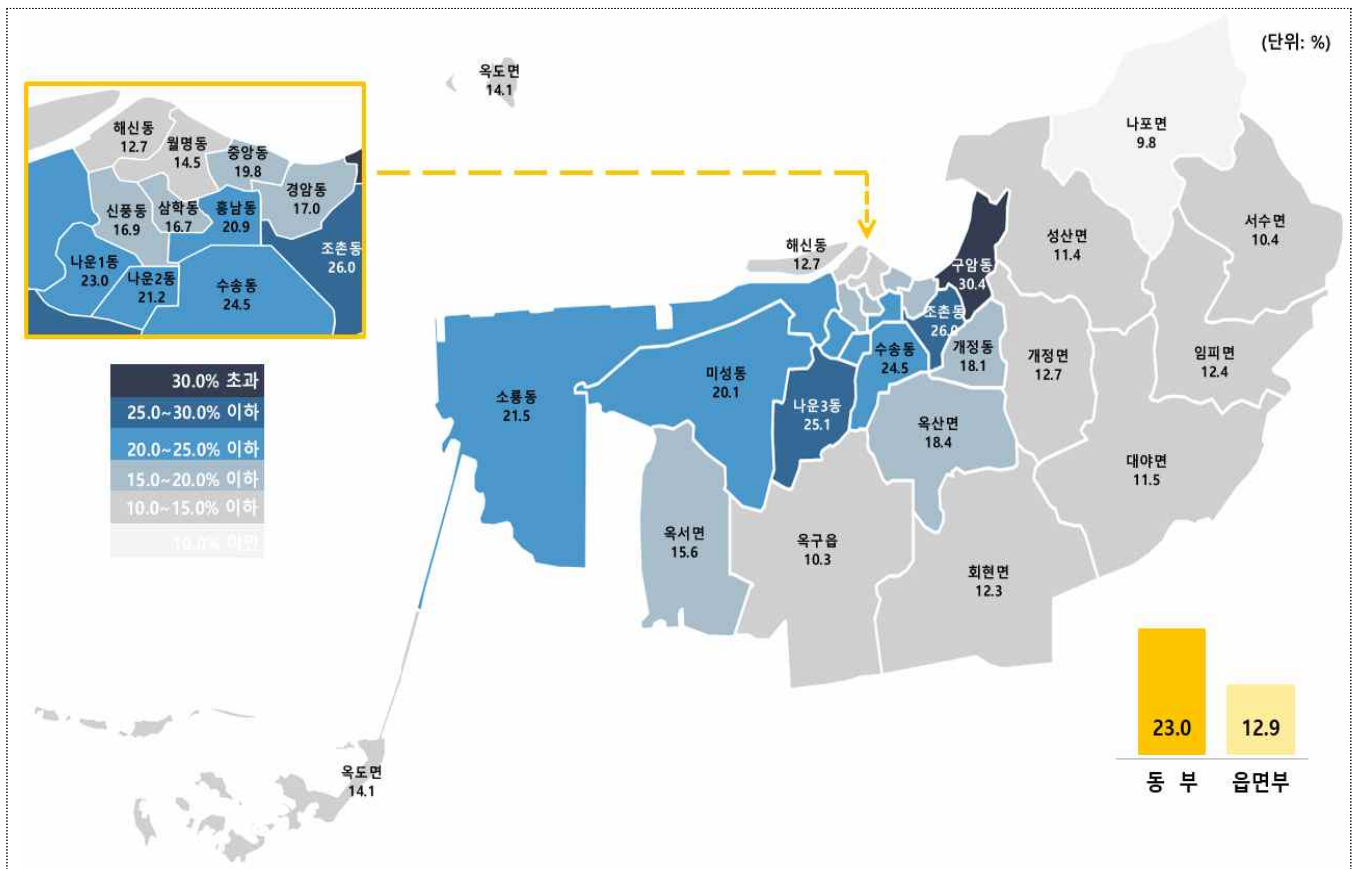 (단위: %)
옥도면
14.1
나포면
9.8
해신동
12.7
월명동
14.5
중앙동
19.8
경암동
17.0
신풍동
16.9
삼학동
16.7
흥남동
20.9
조촌동
26.0
나운1동
23.0
나운2동
21.2
수송동
24.5
서수면
10.4
성산면
11.4
해신동
12.7
구암동
30.4
조촌동
26.0
개정동
18.1
수송동
24.5
개정면
12.7
임피면
12.4
미성동
20.1
소룡동
21.5
나운3동
25.1
옥산면
18.4
대야면
11.5
30.0% 초과
25.0~30.0% 이하
20.0~25.0% 이하
15.0~20.0% 이하
10.0~15.0% 이하
10.0% 미만
옥서면
15.6
옥구읍
10.3
회현면
12.3
옥도면
14.1
23.0
12.9
동 부
읍면부